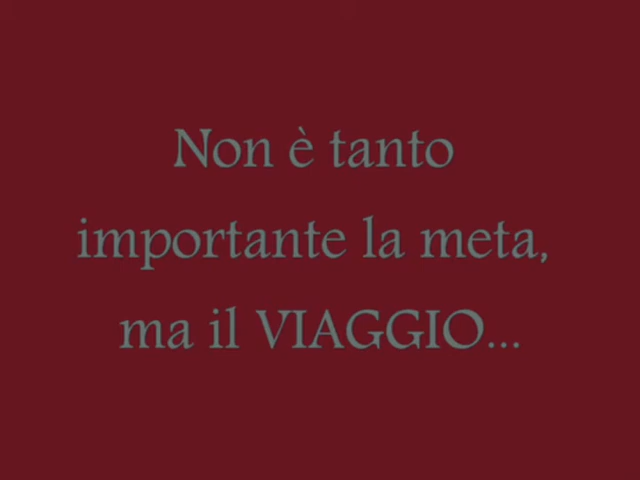 Non è tanto
importante la meta,
ma il VIAGGIO...